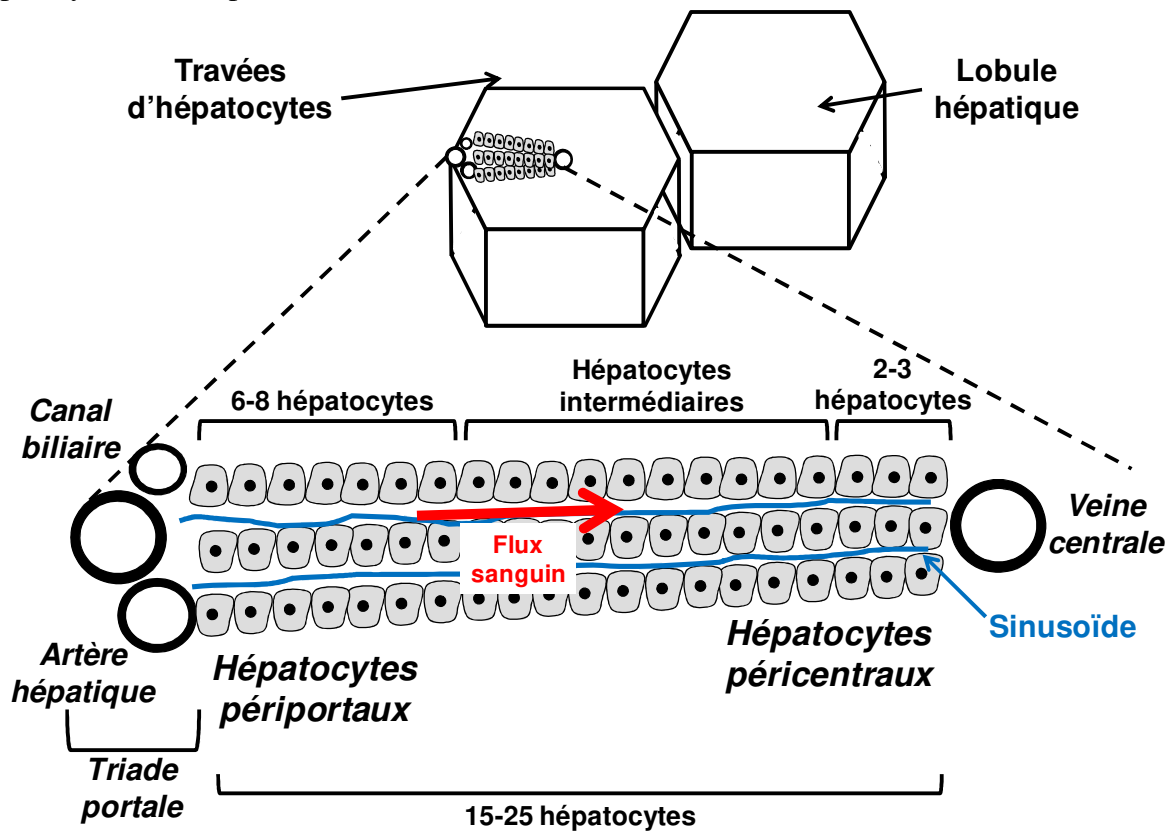 Travées
d'hépatocytes
Lobule
hépatique
Canal
biliaire
6-8 hépatocytes
Hépatocytes
intermédiaires
2-3
hépatocytes
Flux
sanguin
Veine
centrale
Sinusoïde
Artère
hépatique
Hépatocytes
périportaux
Hépatocytes
péricentraux
Triade
portale
15-25 hépatocytes